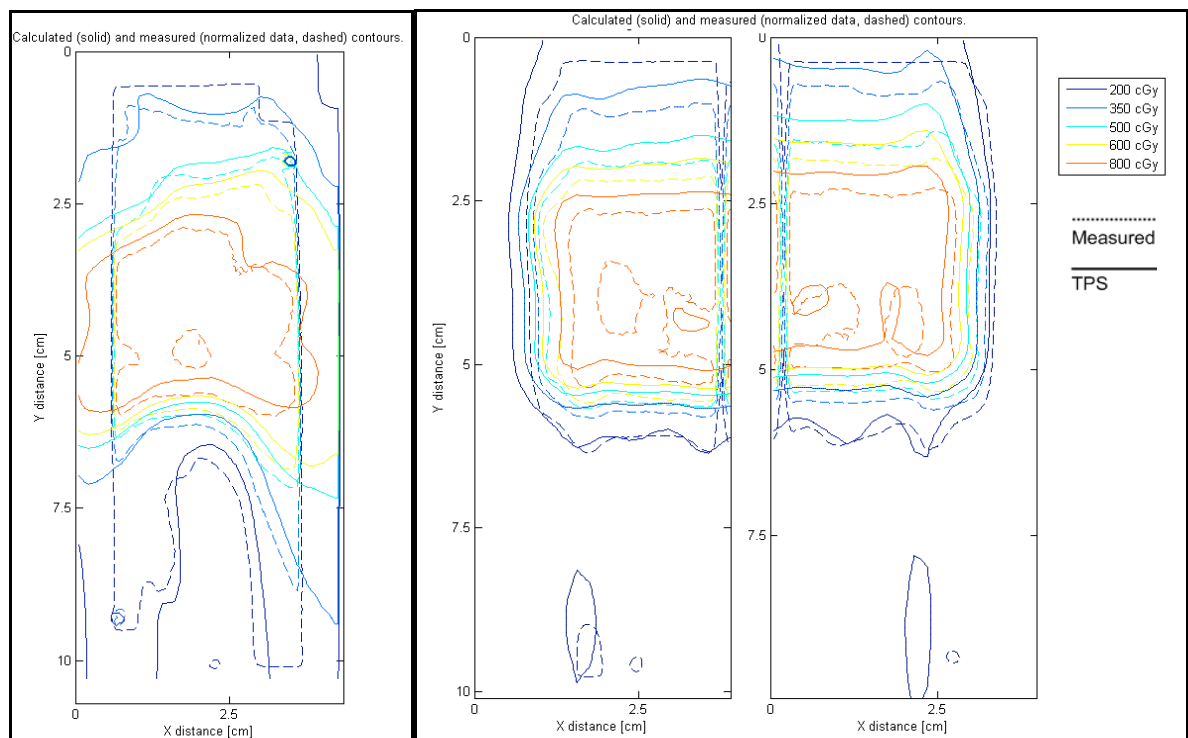 Calculated (solid) and measured (normalized data, dashed) contours.
0
2.5
5
7.5
10
Y distance [cm]
0
2.5
X distance [cm]
Calculated (solid) and measured (normalized data, dashed) contours.
0
2.5
5
7.5
10
Y distance [cm]
0
2.5
4
X distance [cm]
0
2.5
5
7.5
0
2.5
4
X distance [cm]
200 cGy
350 cGy
500 cGy
600 cGy
800 cGy
Measured
TPS